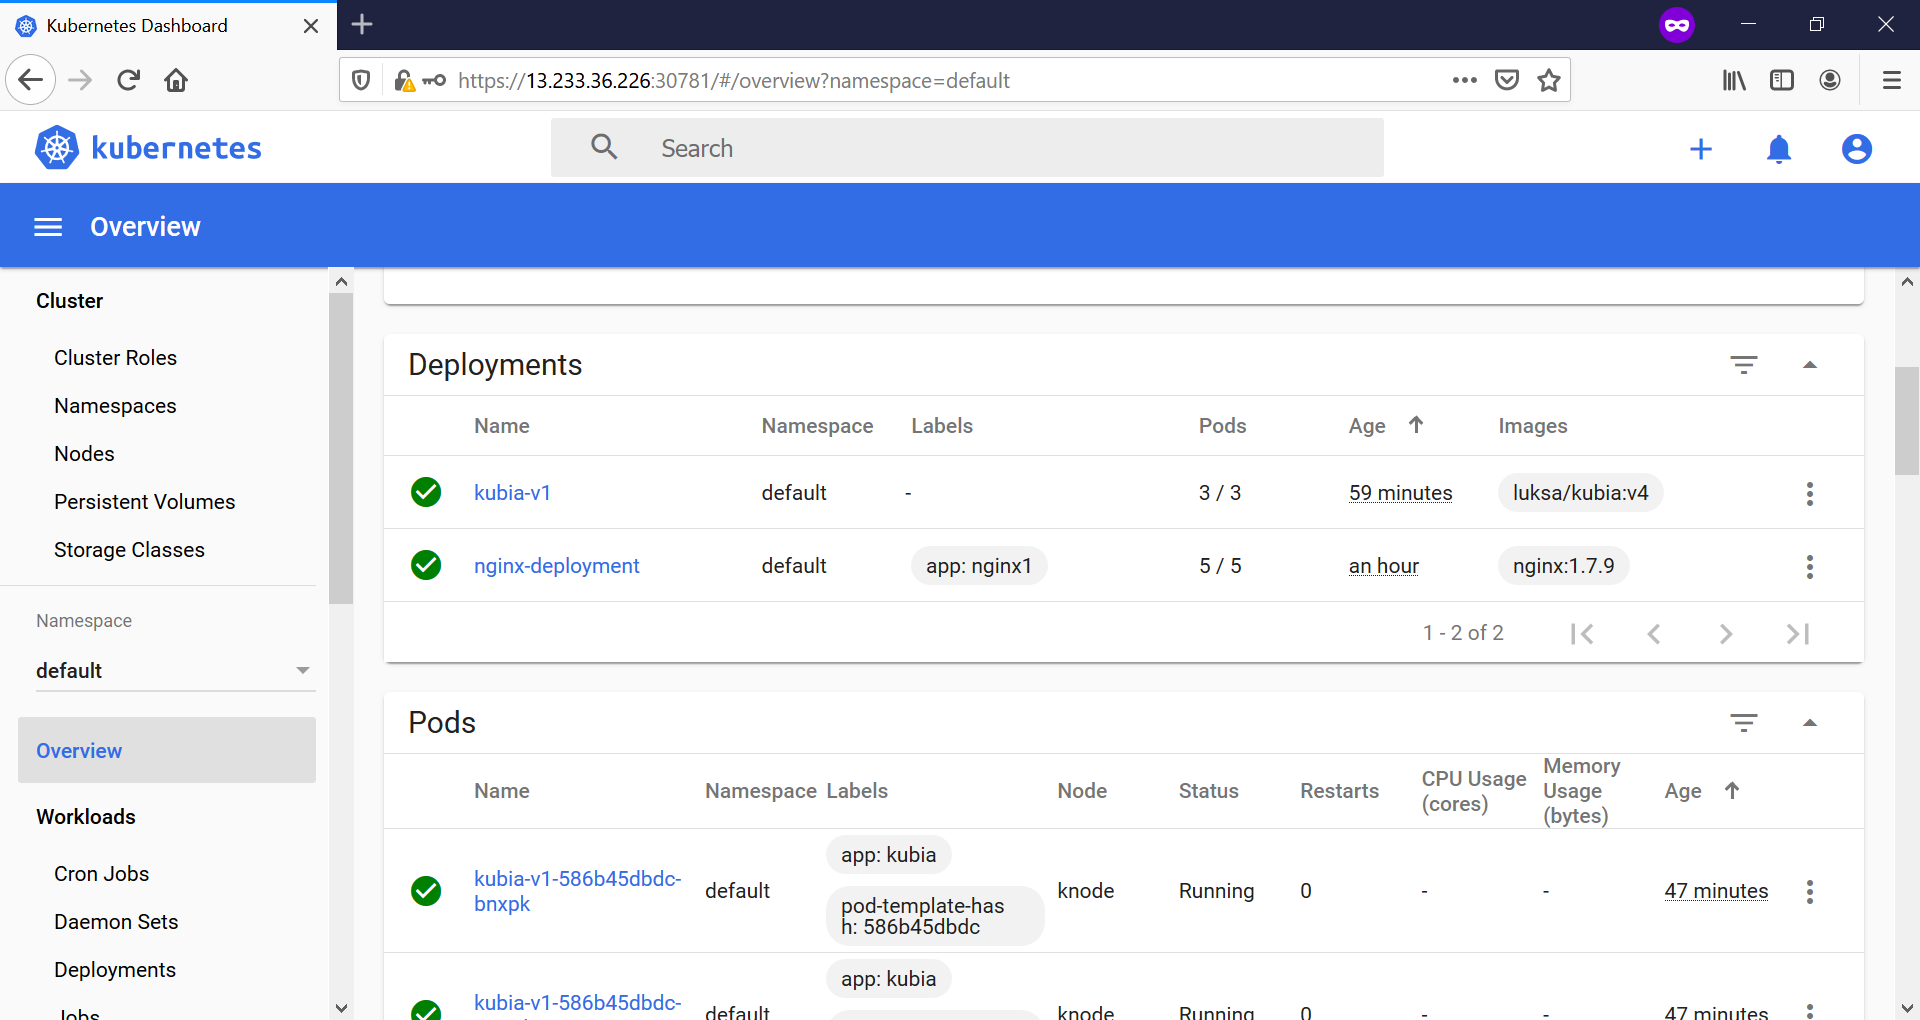 Kubernetes Dashboard
https://13.233.36.226:30781/#/overview?namespace=default
kubernetes
Search
Overview
Cluster
Cluster Roles
Namespaces
Nodes
Persistent Volumes
Storage Classes
Namespace
default
Overview
Workloads
Cron Jobs
Daemon Sets
Deployments
Jobs
Deployments
Name Namespace Labels Pods Age Images
kubia-v1 default - 3 / 3 59 minutes luksa/kubia:v4
nginx-deployment default app: nginx1 5 / 5 an hour nginx:1.7.9
1 - 2 of 2
Pods
Name Namespace Labels Node Status Restarts CPU Usage (cores) Memory Usage (bytes) Age
app: kubia
kubia-v1-586b45dbdc-
bnxpk
default knode Running 0 - - 47 minutes
pod-template-has
h: 586b45dbdc
app: kubia
kubia-v1-586b45dbdc-
default knode Running 0 - - 47 minutes